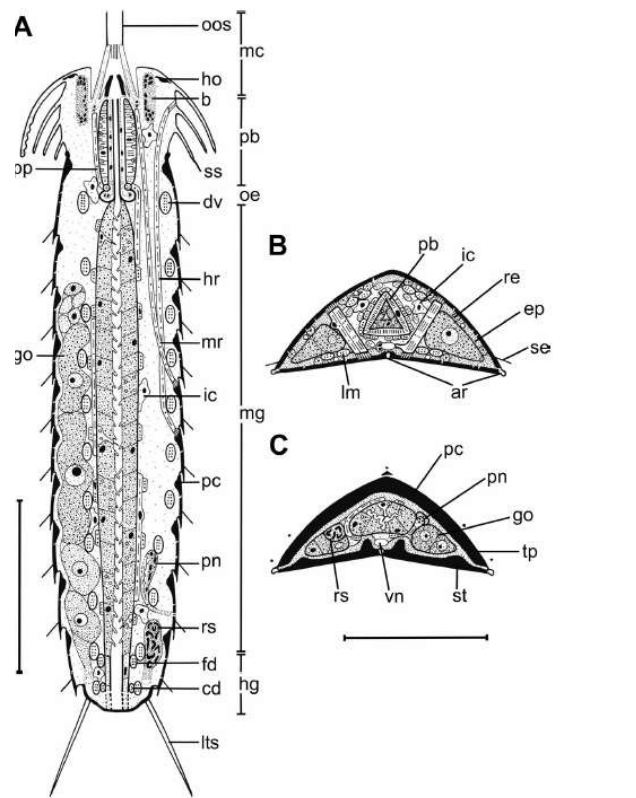 A
oos
mc
ho
b
pb
op
ss
oe
dv
hr
go
mr
ic
mg
pc
pn
rs
fd
hg
cd
lts
B
pb
ic
re
ep
se
lm
ar
C
pc
pn
go
tp
rs
vn
st